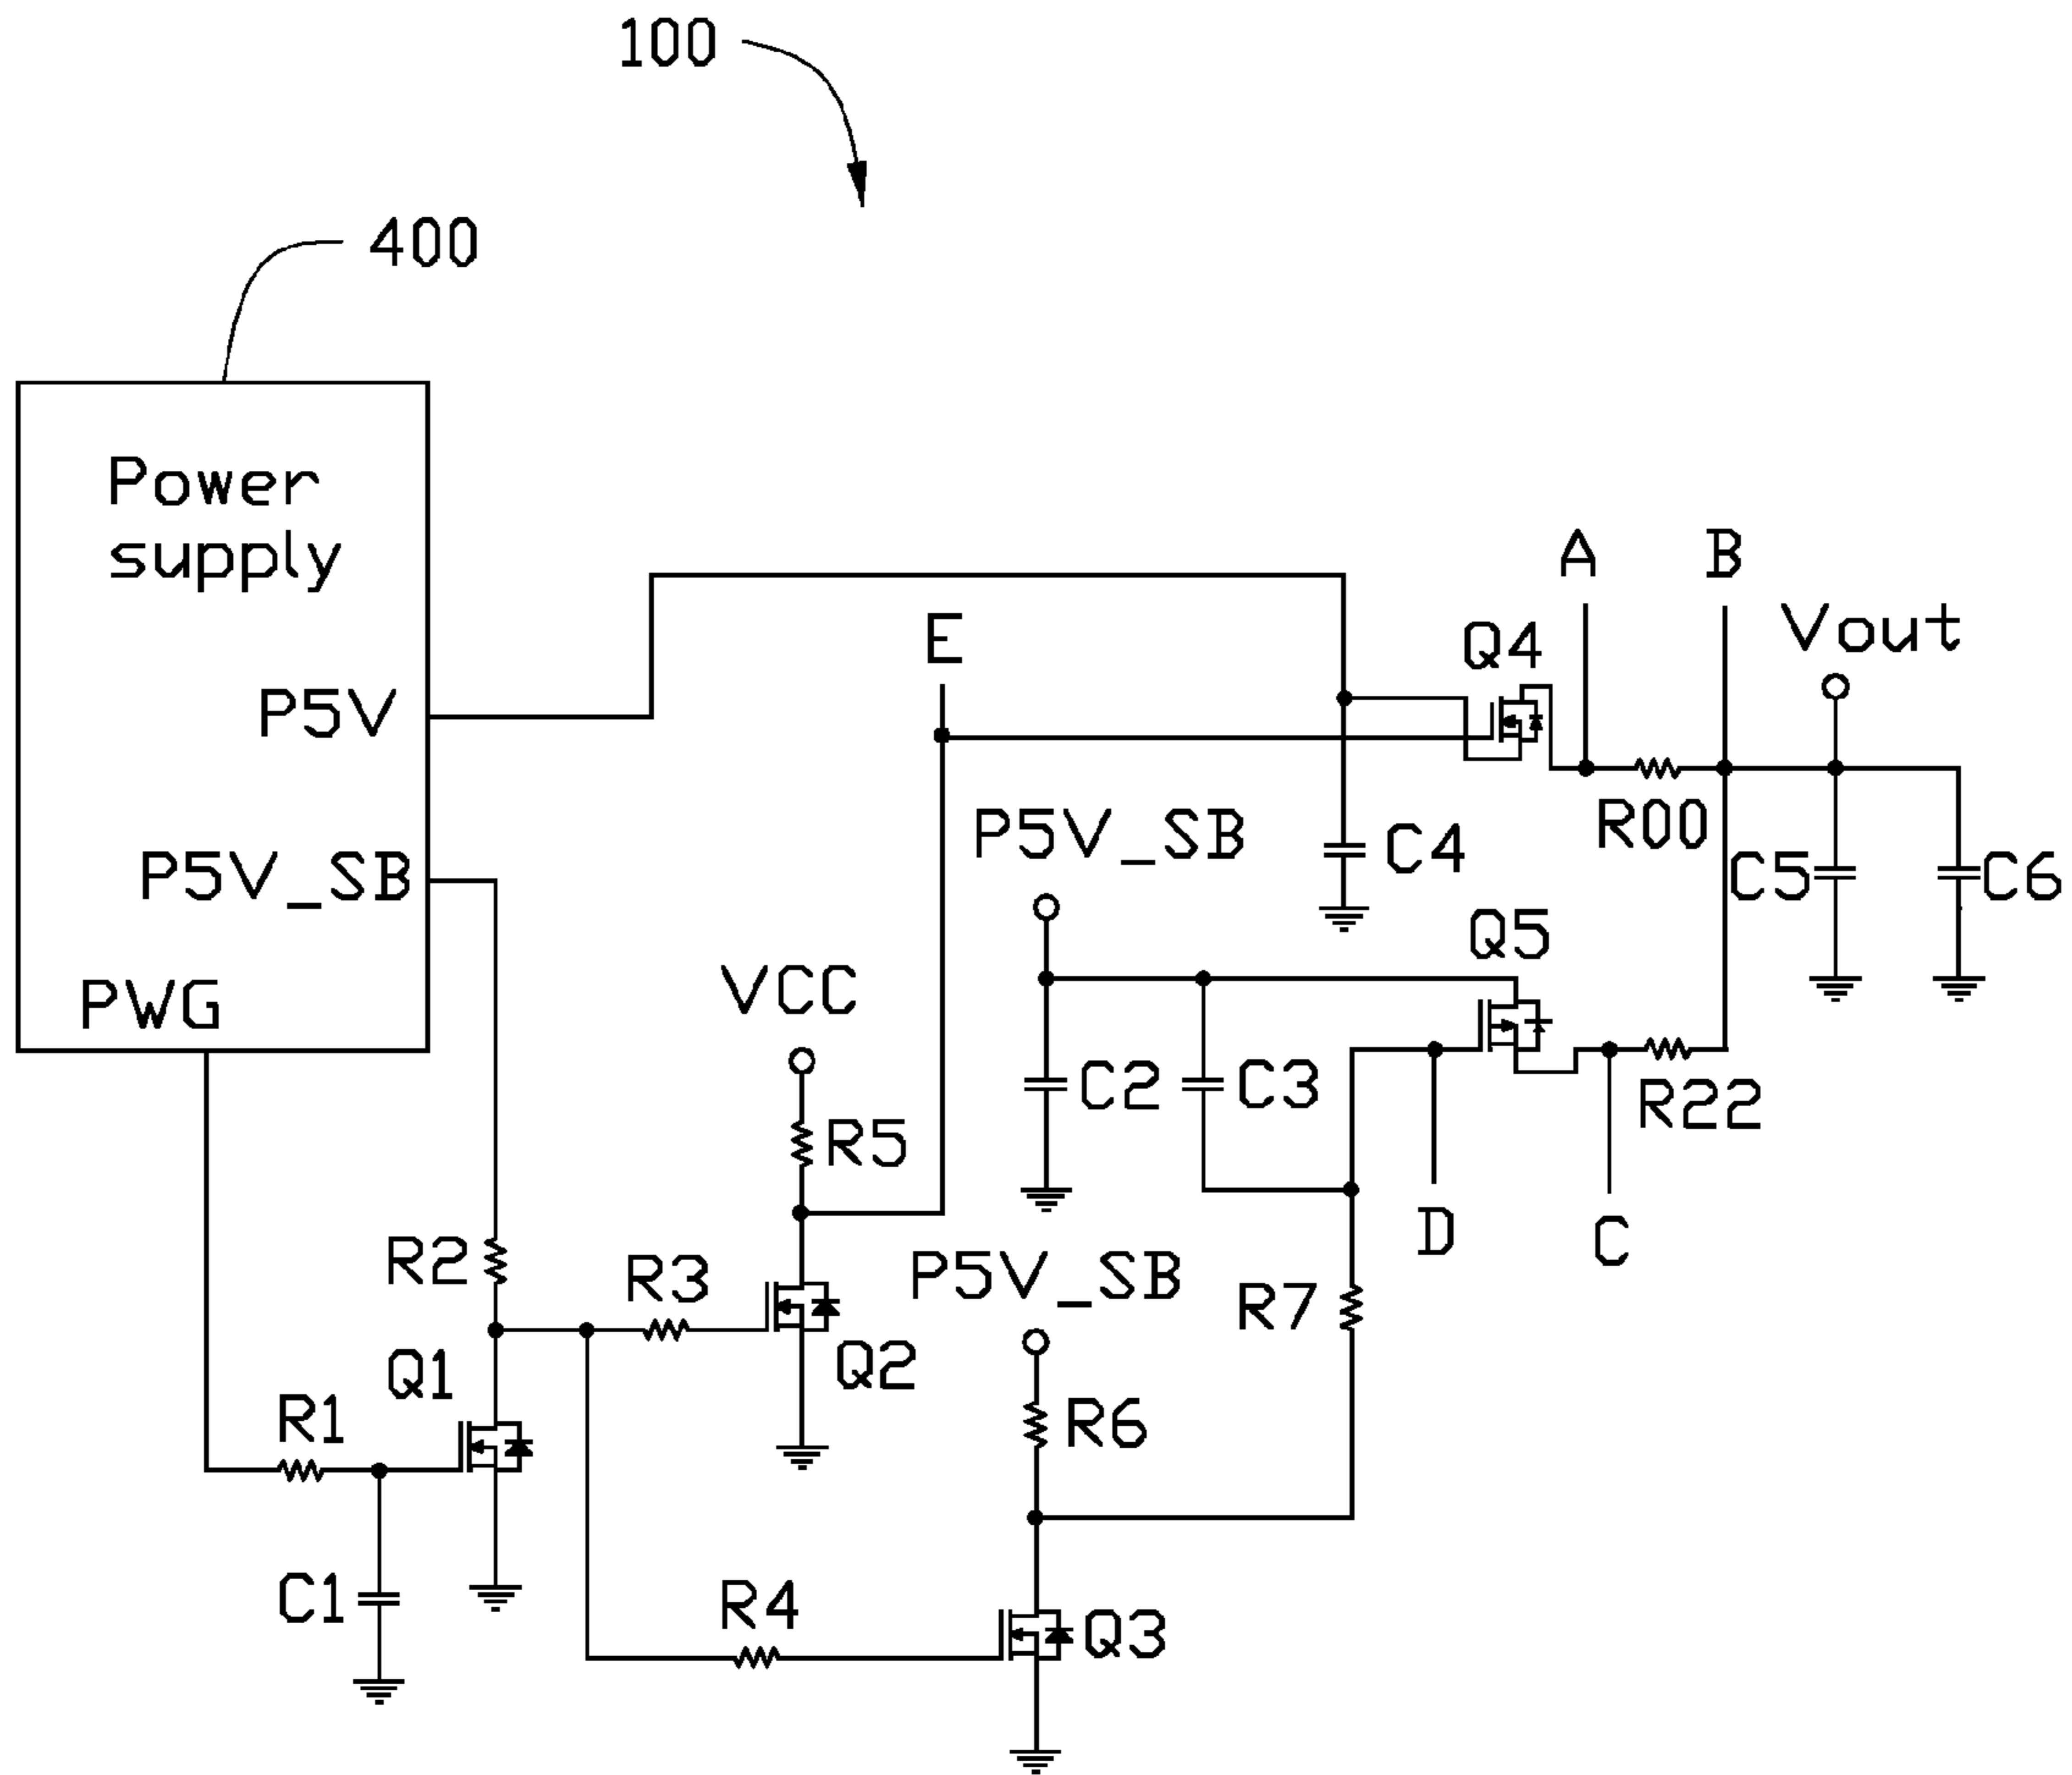 100
400
Power
supply
P5V
P5V_SB
PWG
E
A
B
Vout
Q4
R00
P5V_SB
C4
C5
C6
Q5
VCC
C2
C3
R22
R5
D
C
R2
R3
P5V_SB
R7
Q1
Q2
R1
R6
C1
R4
Q3